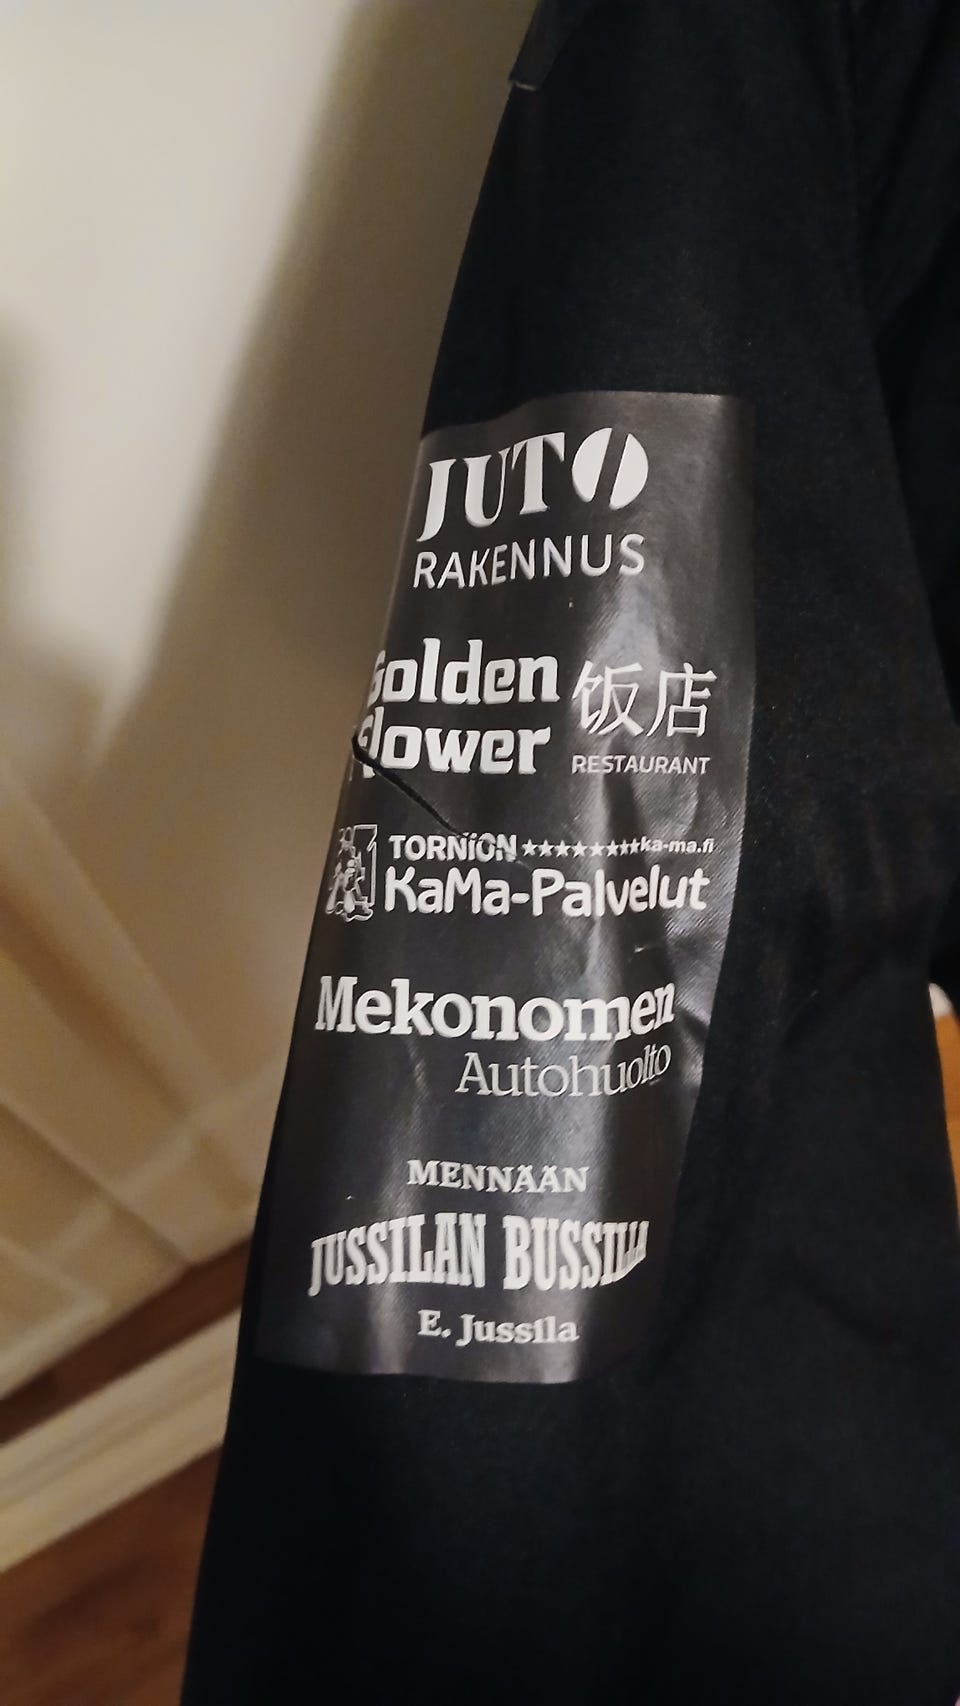 JUTO
RAKENNUS
Golden 饭店
Flower RESTAURANT
TORNiON ★★★★★★★★ka-ma.fi
KaMa-Palvelut
Mekonomen
Autohuolto
MENNÄÄN
JUSSILAN BUSSILLA
E. Jussila